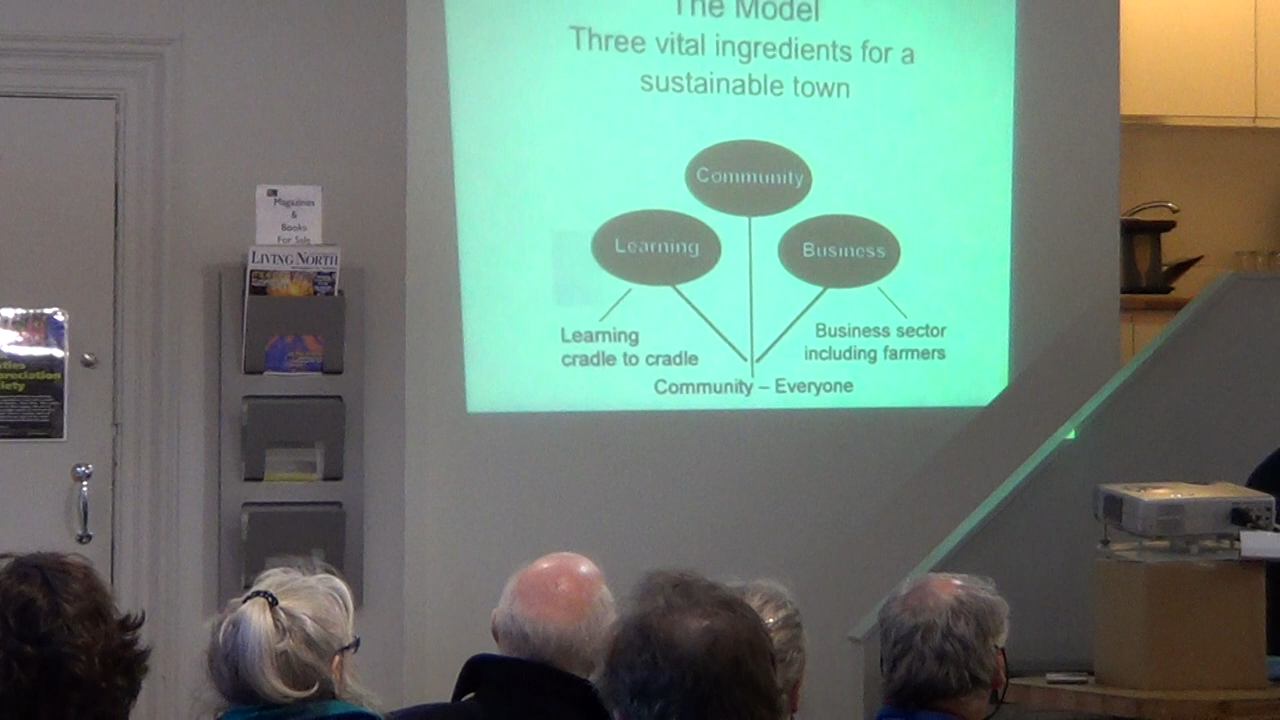 The Model
Three vital ingredients for a
sustainable town
Community
Learning
Business
Learning
cradle to cradle
Business sector
including farmers
Community – Everyone
Magazines
&
Books
For Sale
LIVING NORTH